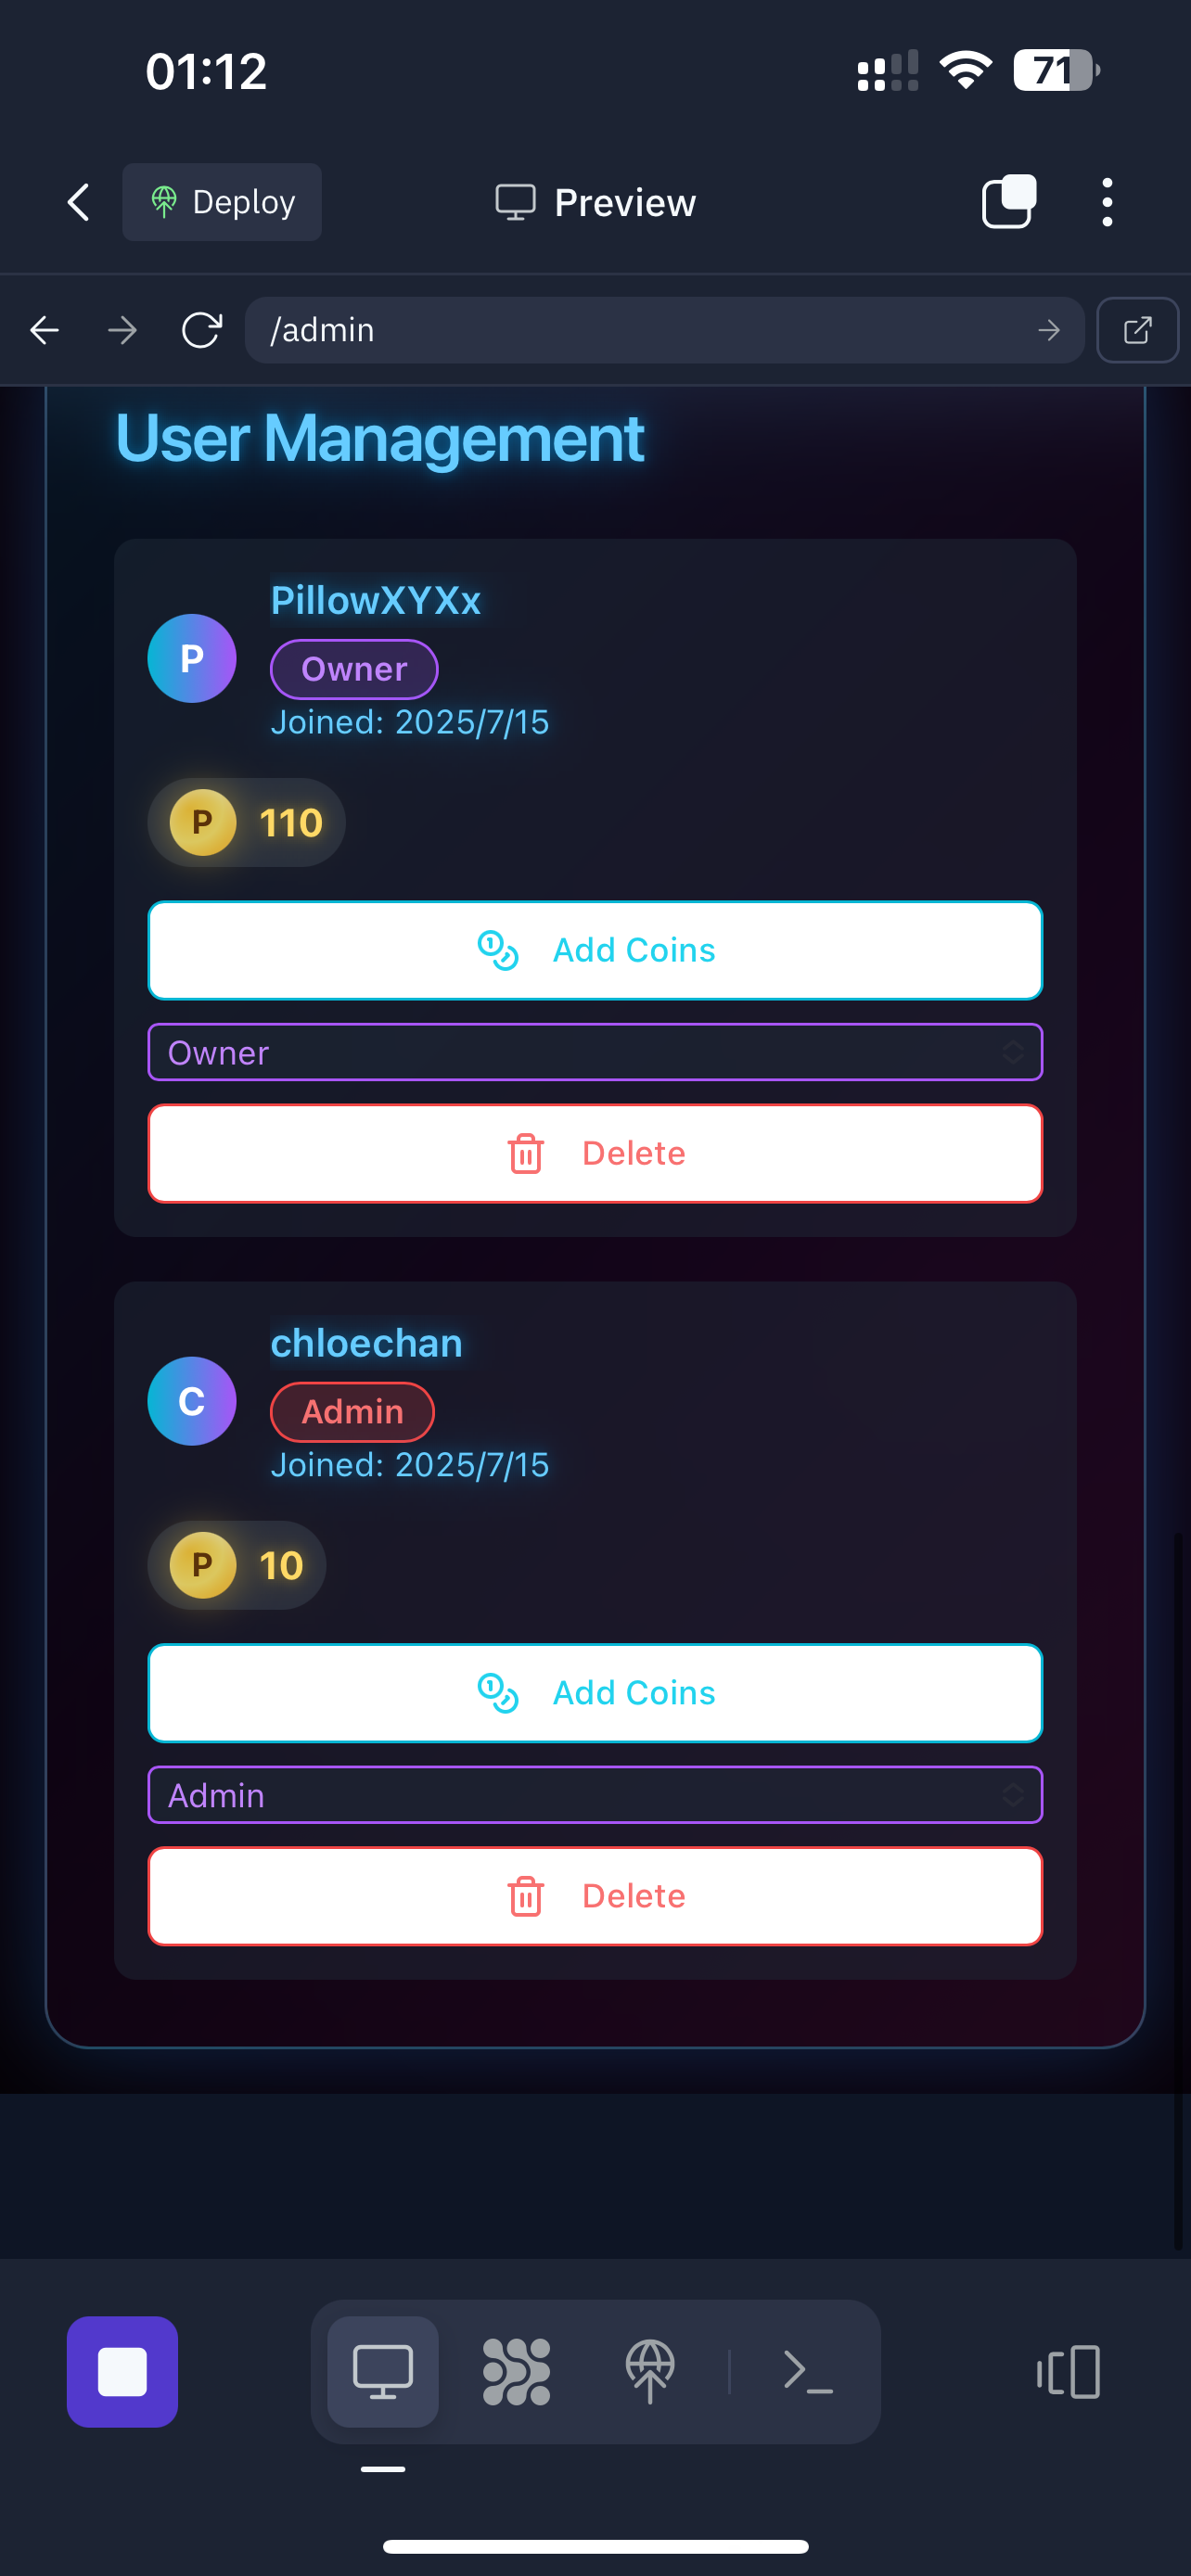 01:12
71
Deploy
Preview
/admin
User Management
P
PillowXYXx
Owner
Joined: 2025/7/15
P 110
Add Coins
Owner
Delete
C
chloechan
Admin
Joined: 2025/7/15
P 10
Add Coins
Admin
Delete